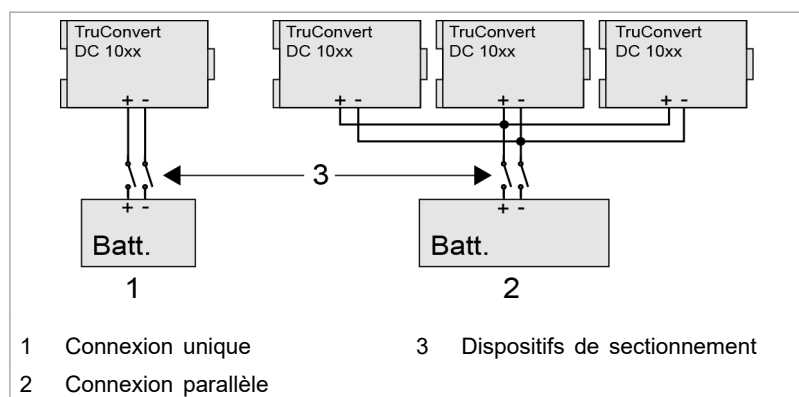 TruConvert
DC 10xx
TruConvert
DC 10xx
TruConvert
DC 10xx
TruConvert
DC 10xx
+ -
+ -
+ -
+ -
3
+ -
+ -
Batt.
Batt.
1
2
1 Connexion unique
3 Dispositifs de sectionnement
2 Connexion parallèle